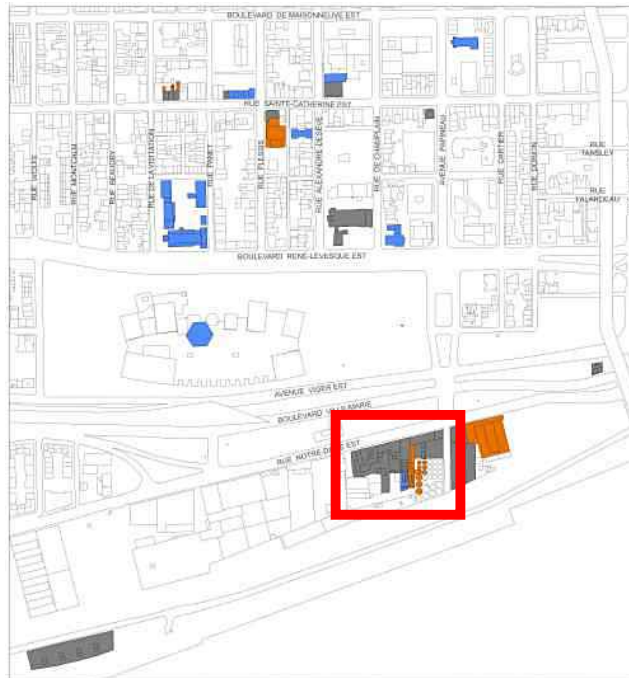 BOULEVARD DE MAISONNEUVE EST
RUE SAINTE-CATHERINE EST
RUE WOLFE
RUE MONTCALM
RUE BEAUDRY
RUE DE LA VISITATION
RUE PANET
RUE PLESSIS
RUE ALEXANDRE-DESÈVE
RUE DE CHAMPLAIN
AVENUE PAPINEAU
RUE CARTIER
RUE DORION
RUE
TANSLEY
RUE
FALARDEAU
BOULEVARD RENÉ-LÉVESQUE EST
AVENUE VIGER EST
BOULEVARD VILLE-MARIE
RUE NOTRE-DAME EST